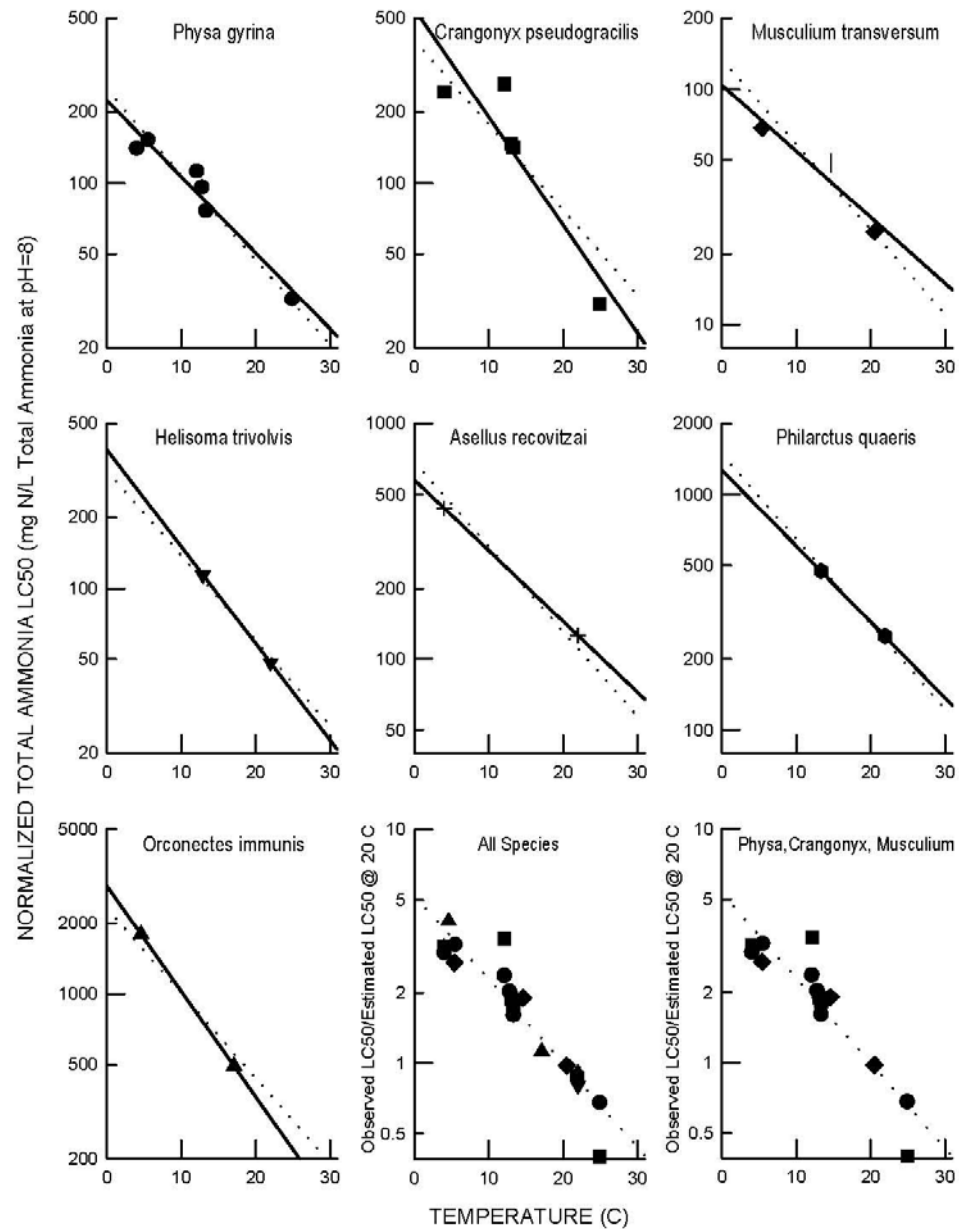 NORMALIZED TOTAL AMMONIA LC50 (mg N/L Total Ammonia at pH=8)
Physa gyrina
500
200
100
50
20
0 10 20 30
Crangonyx pseudogracilis
500
200
100
50
20
0 10 20 30
Musculium transversum
200
100
50
20
10
0 10 20 30
Helisoma trivolvis
500
200
100
50
20
0 10 20 30
Asellus recovitzai
1000
500
200
100
50
0 10 20 30
Philarctus quaeris
2000
1000
500
200
100
0 10 20 30
Orconectes immunis
5000
2000
1000
500
200
0 10 20 30
All Species
Observed LC50/Estimated LC50 @ 20 C
10
5
2
1
0.5
0 10 20 30
Physa,Crangonyx, Musculium
Observed LC50/Estimated LC50 @ 20 C
10
5
2
1
0.5
0 10 20 30
TEMPERATURE (C)